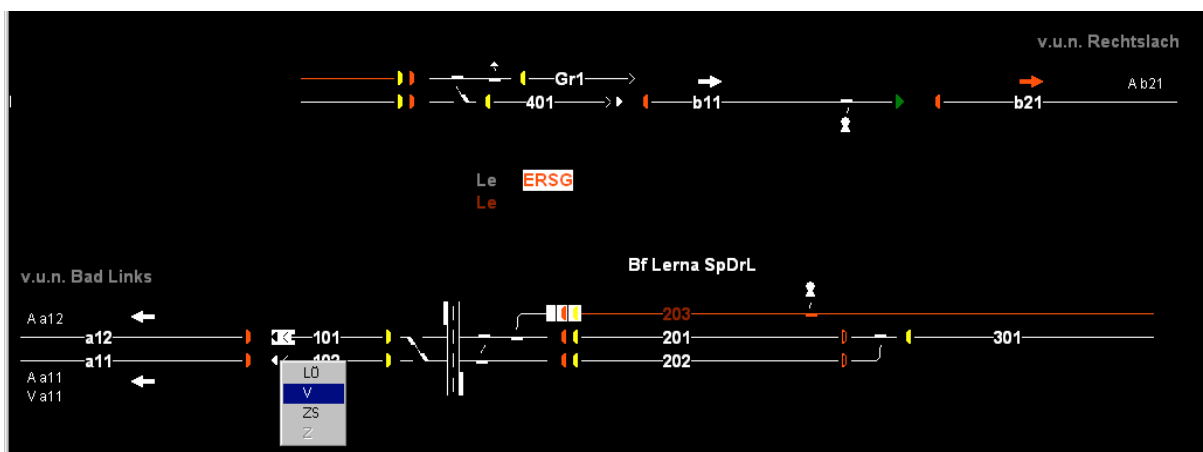 v.u.n. Rechtslach
Gr1
A b21
401
b11
b21
Le ERSG
Le
Bf Lerna SpDrL
v.u.n. Bad Links
203
A a12
a12
101
201
301
a11
102
202
A a11
V a11
LÖ
V
ZS
Z